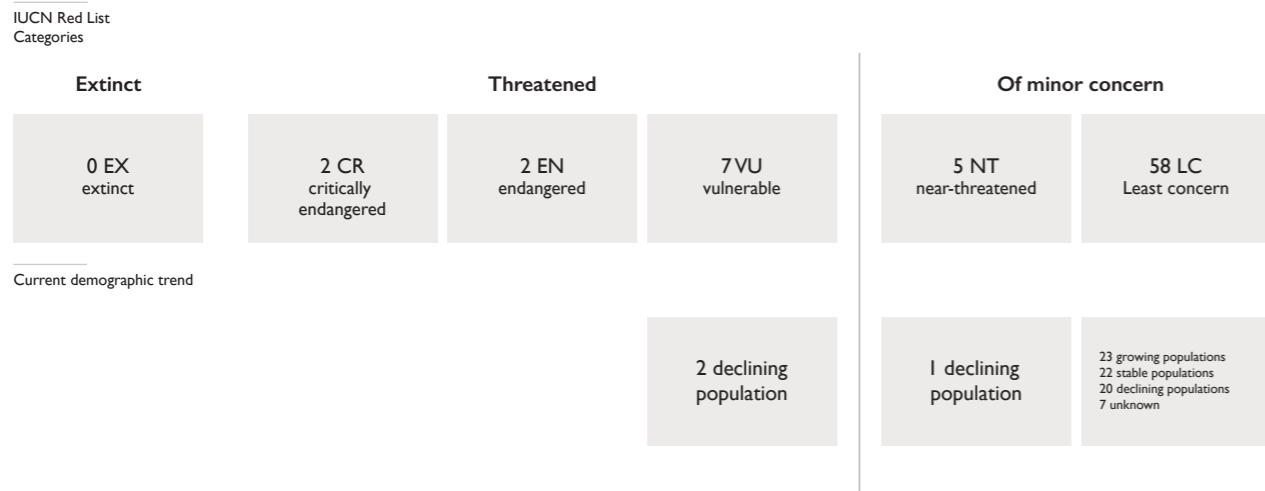 IUCN Red List
Categories
Extinct
Threatened
Of minor concern
0 EX
extinct
2 CR
critically
endangered
2 EN
endangered
7 VU
vulnerable
5 NT
near-threatened
58 LC
Least concern
Current demographic trend
2 declining
population
1 declining
population
23 growing populations
22 stable populations
20 declining populations
7 unknown